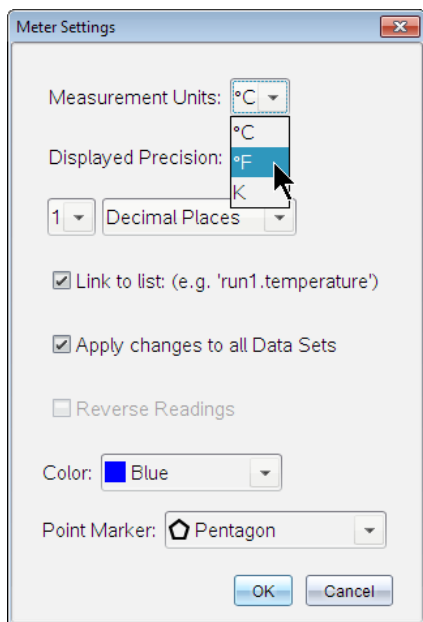 Meter Settings
Measurement Units: °C
°C
Displayed Precision: °F
K
1 Decimal Places
Link to list: (e.g. 'run1.temperature')
Apply changes to all Data Sets
Reverse Readings
Color: Blue
Point Marker: Pentagon
OK Cancel